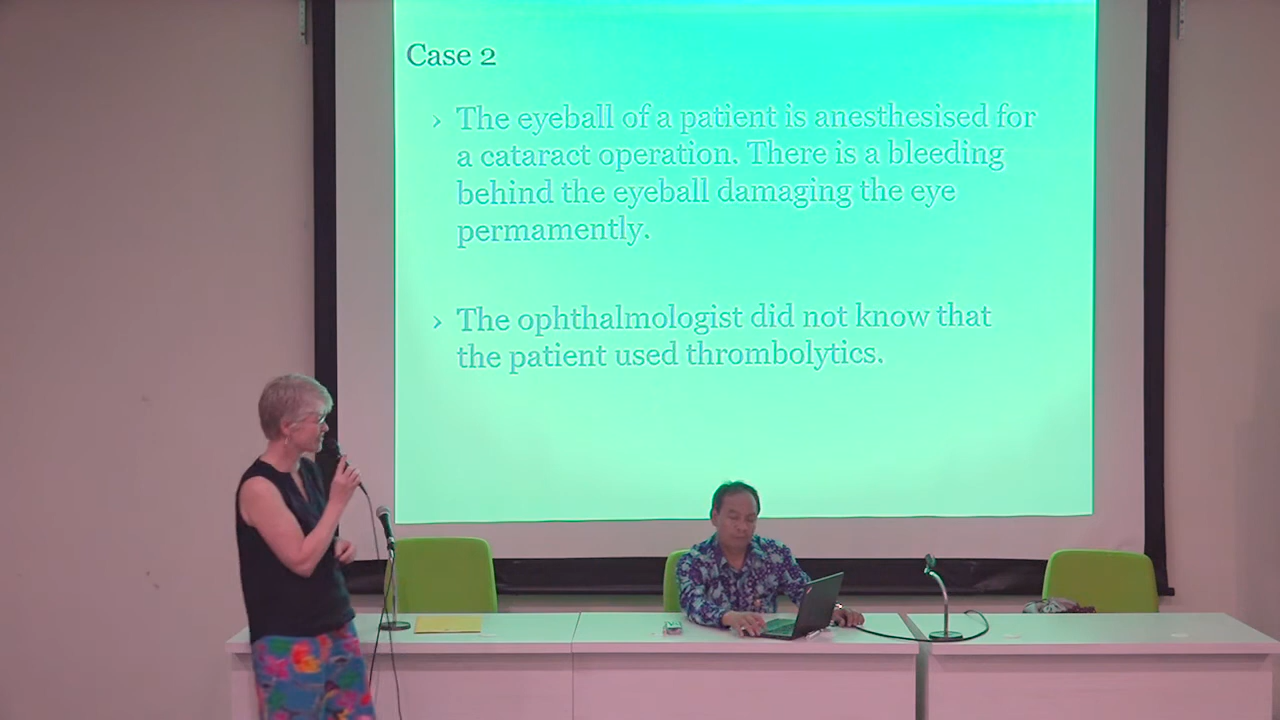 Case 2
› The eyeball of a patient is anesthesised for
a cataract operation. There is a bleeding
behind the eyeball damaging the eye
permamently.
› The ophthalmologist did not know that
the patient used thrombolytics.